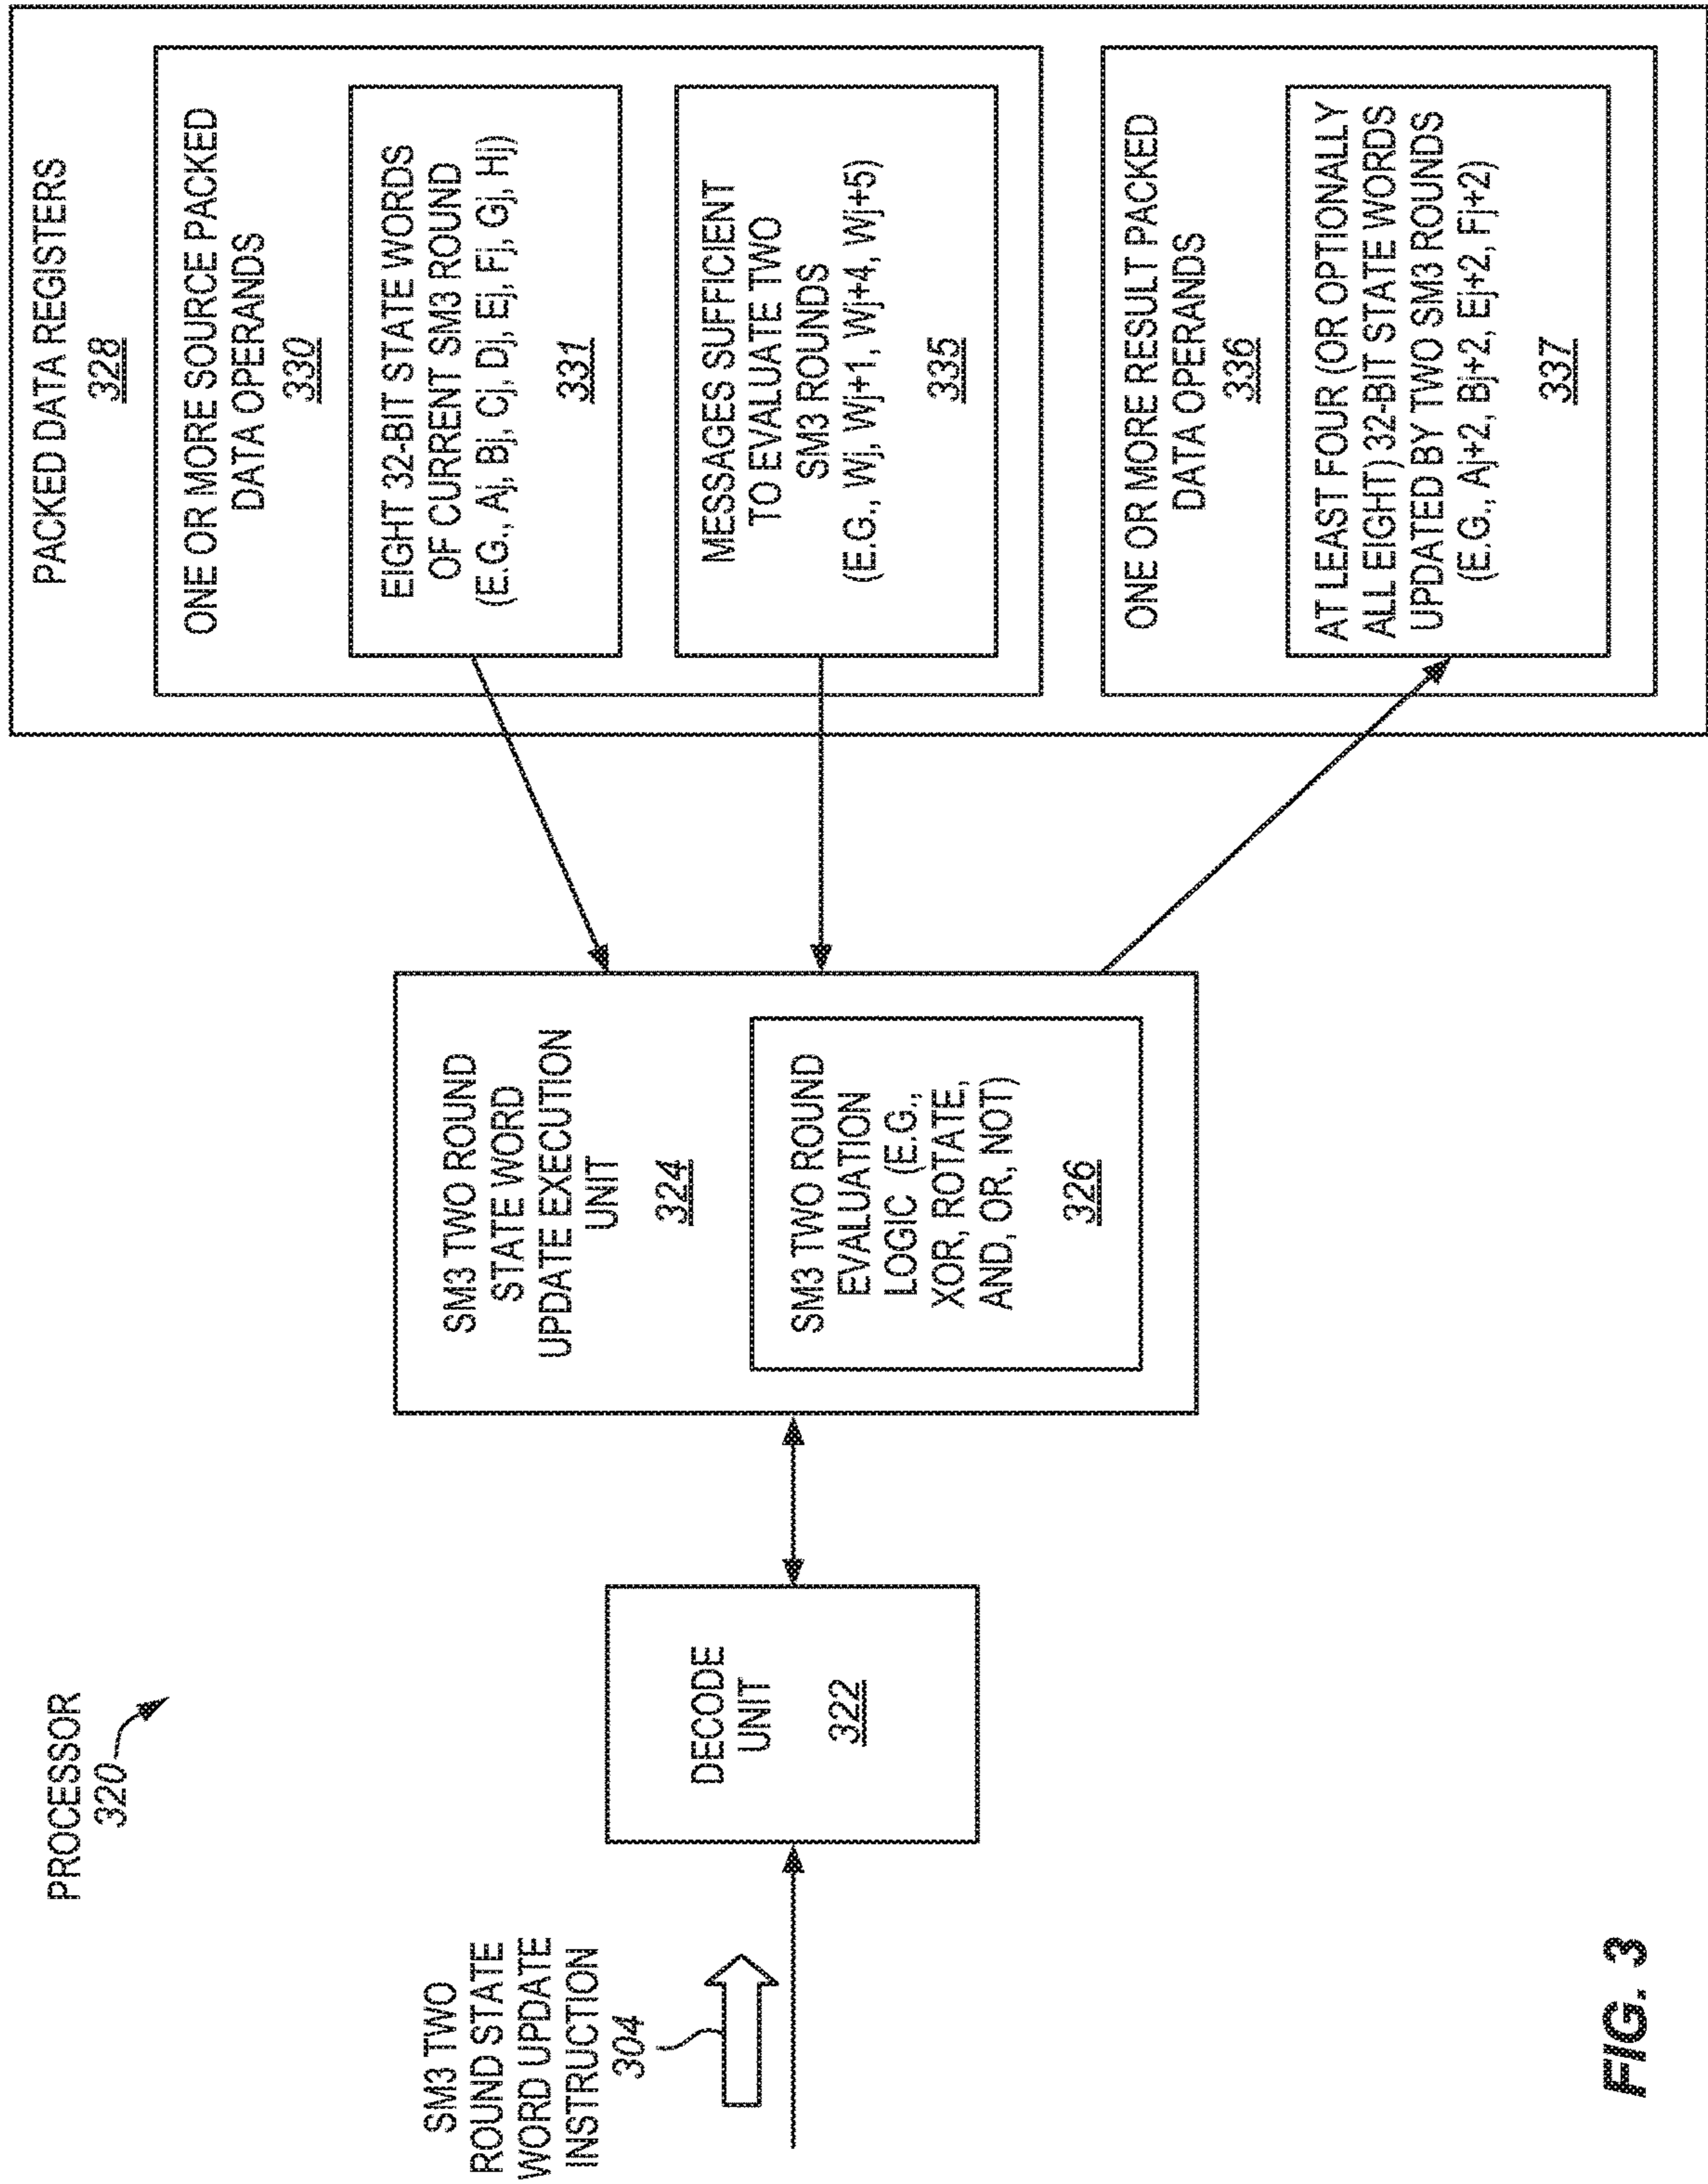 PROCESSOR
320
SM3 TWO
ROUND STATE
WORD UPDATE
INSTRUCTION
304
DECODE
UNIT
322
SM3 TWO ROUND
STATE WORD
UPDATE EXECUTION
UNIT
324
SM3 TWO ROUND
EVALUATION
LOGIC (E.G.,
XOR, ROTATE,
AND, OR, NOT)
326
PACKED DATA REGISTERS
328
ONE OR MORE SOURCE PACKED
DATA OPERANDS
330
EIGHT 32-BIT STATE WORDS
OF CURRENT SM3 ROUND
(E.G., Aj, Bj, Cj, Dj, Ej, Fj, Gj, Hj)
331
MESSAGES SUFFICIENT
TO EVALUATE TWO
SM3 ROUNDS
(E.G., Wj, Wj+1, Wj+4, Wj+5)
335
ONE OR MORE RESULT PACKED
DATA OPERANDS
336
AT LEAST FOUR (OR OPTIONALLY
ALL EIGHT) 32-BIT STATE WORDS
UPDATED BY TWO SM3 ROUNDS
(E.G., Aj+2, Bj+2, Ej+2, Fj+2)
337
FIG. 3